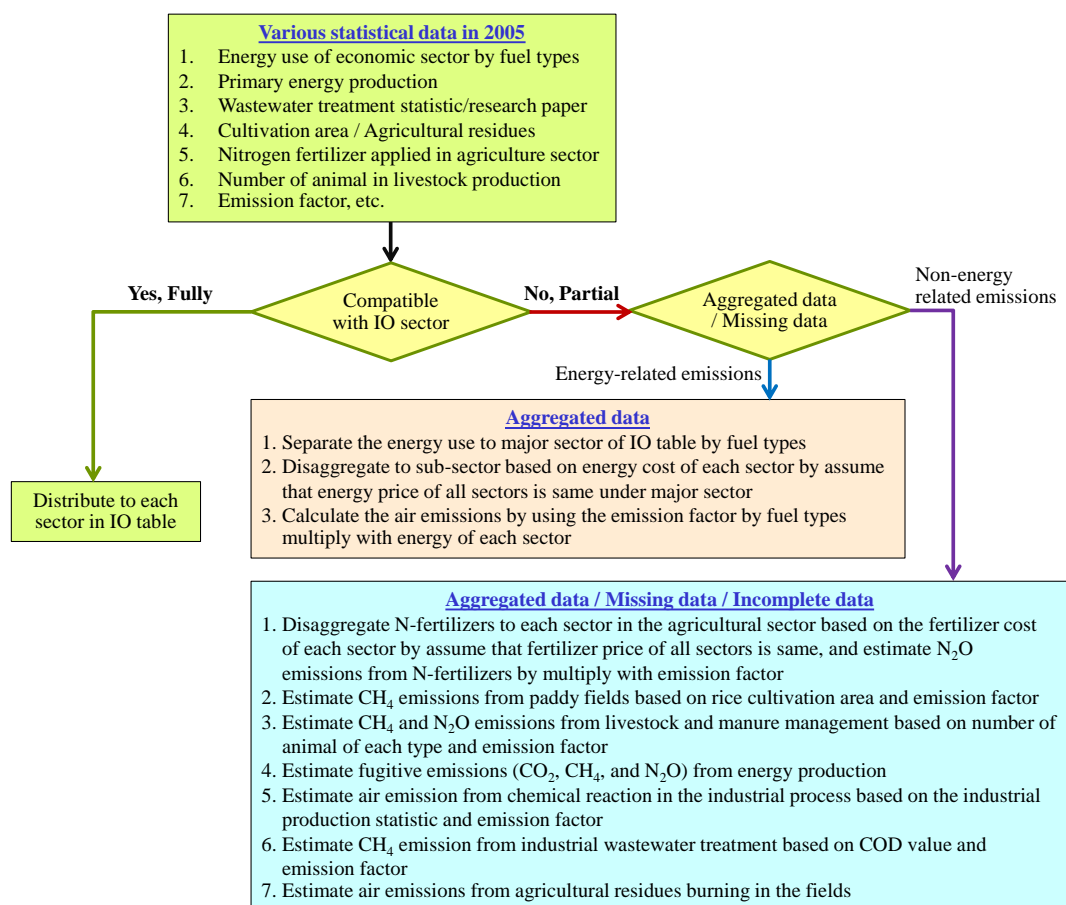 Various statistical data in 2005
1. Energy use of economic sector by fuel types
2. Primary energy production
3. Wastewater treatment statistic/research paper
4. Cultivation area / Agricultural residues
5. Nitrogen fertilizer applied in agriculture sector
6. Number of animal in livestock production
7. Emission factor, etc.
Yes, Fully
Compatible
with IO sector
No, Partial
Aggregated data
/ Missing data
Non-energy
related emissions
Energy-related emissions
Distribute to each
sector in IO table
Aggregated data
1. Separate the energy use to major sector of IO table by fuel types
2. Disaggregate to sub-sector based on energy cost of each sector by assume
that energy price of all sectors is same under major sector
3. Calculate the air emissions by using the emission factor by fuel types
multiply with energy of each sector
Aggregated data / Missing data / Incomplete data
1. Disaggregate N-fertilizers to each sector in the agricultural sector based on the fertilizer cost
of each sector by assume that fertilizer price of all sectors is same, and estimate N₂O
emissions from N-fertilizers by multiply with emission factor
2. Estimate CH₄ emissions from paddy fields based on rice cultivation area and emission factor
3. Estimate CH₄ and N₂O emissions from livestock and manure management based on number of
animal of each type and emission factor
4. Estimate fugitive emissions (CO₂, CH₄, and N₂O) from energy production
5. Estimate air emission from chemical reaction in the industrial process based on the industrial
production statistic and emission factor
6. Estimate CH₄ emission from industrial wastewater treatment based on COD value and
emission factor
7. Estimate air emissions from agricultural residues burning in the fields